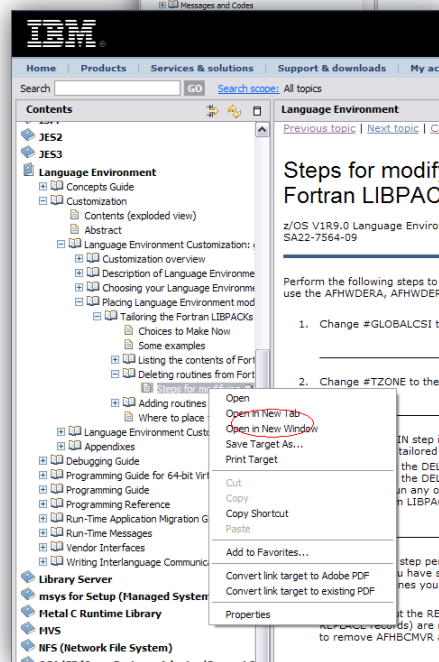 Messages and Codes
IBM®
Home | Products | Services & solutions | Support & downloads | My ac
Search GO Search scope: All topics
Contents
JES2
JES3
Language Environment
Concepts Guide
Customization
Contents (exploded view)
Abstract
Language Environment Customization:
Customization overview
Description of Language Environme
Choosing your Language Environme
Placing Language Environment mod
Tailoring the Fortran LIBPACKs
Choices to Make Now
Some examples
Listing the contents of Fort
Deleting routines from Fort
Steps for modifying
Adding routines
Where to place
Language Environment Custo
Appendixes
Debugging Guide
Programming Guide for 64-bit Virt
Programming Guide
Programming Reference
Run-Time Application Migration G
Run-Time Messages
Vendor Interfaces
Writing Interlanguage Communica
Library Server
msys for Setup (Managed System
Metal C Runtime Library
MVS
NFS (Network File System)
Open
Open in New Tab
Open in New Window
Save Target As...
Print Target
Cut
Copy
Copy Shortcut
Paste
Add to Favorites...
Convert link target to Adobe PDF
Convert link target to existing PDF
Properties
Language Environment
Previous topic | Next topic | C
Steps for modify
Fortran LIBPAC
z/OS V1R9.0 Language Enviro
SA22-7564-09
Perform the following steps to
use the AFHWDERA, AFHWDER
1. Change #GLOBALCSI t
2. Change #TZONE to the
IN step i
tailored
the DEL
the DEL
un any o
n LIBPA
step per
u have s
nes you
t the RE
REPLACE records) are
to remove AFHBCMVR